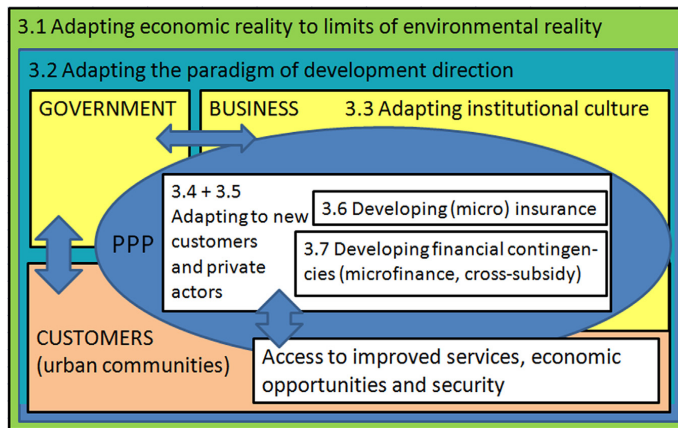 3.1 Adapting economic reality to limits of environmental reality
3.2 Adapting the paradigm of development direction
GOVERNMENT
BUSINESS
3.3 Adapting institutional culture
PPP
3.4 + 3.5
Adapting to new
customers
and private
actors
3.6 Developing (micro) insurance
3.7 Developing financial contingen-
cies (microfinance, cross-subsidy)
CUSTOMERS
(urban communities)
Access to improved services, economic
opportunities and security